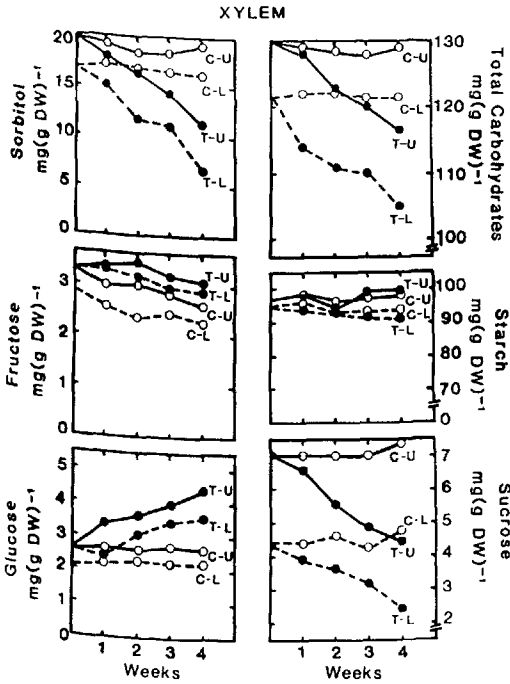 XYLEM
Sorbitol
mg(g DW)⁻¹
20
15
10
5
0
C-U
C-L
T-U
T-L
130
120
110
100
Total Carbohydrates
mg(g DW)⁻¹
C-U
C-L
T-U
T-L
Fructose
mg(g DW)⁻¹
3
2
1
0
T-U
T-L
C-U
C-L
100
90
80
70
0
Starch
mg(g DW)⁻¹
T-U
C-U
C-L
T-L
Glucose
mg(g DW)⁻¹
5
4
3
2
1
0
T-U
T-L
C-U
C-L
1 2 3 4
Weeks
7
6
5
4
3
2
Sucrose
mg(g DW)⁻¹
C-U
C-L
T-U
T-L
1 2 3 4
Weeks